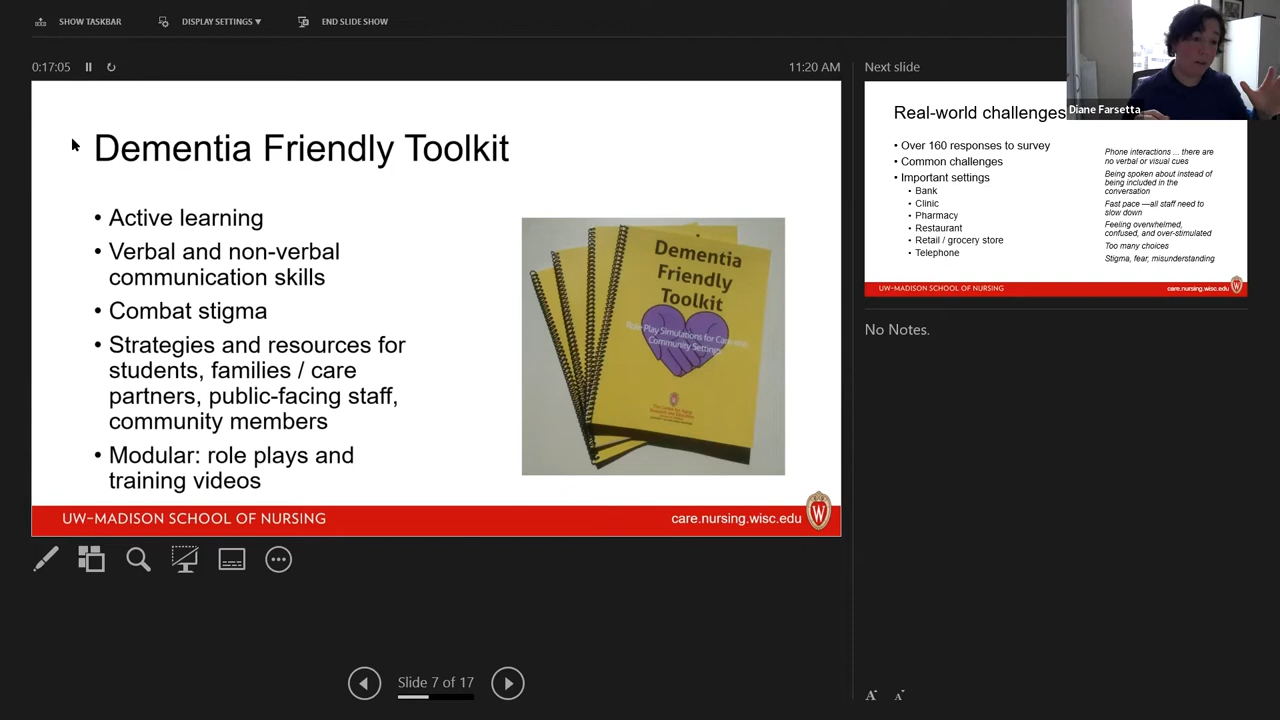 SHOW TASKBAR
DISPLAY SETTINGS ▼
END SLIDE SHOW
0:17:05
11:20 AM
Dementia Friendly Toolkit
• Active learning
• Verbal and non-verbal
communication skills
• Combat stigma
• Strategies and resources for
students, families / care
partners, public-facing staff,
community members
• Modular: role plays and
training videos
Dementia
Friendly
Toolkit
Role Play Simulations for
Community Settings
UW–MADISON SCHOOL OF NURSING
care.nursing.wisc.edu
Slide 7 of 17
Next slide
Diane Farsetta
Real-world challenges
• Over 160 responses to survey
• Common challenges
• Important settings
• Bank
• Clinic
• Pharmacy
• Restaurant
• Retail / grocery store
• Telephone
Phone interactions ... there are
no verbal or visual cues
Being spoken about instead of
being included in the
conversation
Fast pace —all staff need to
slow down
Feeling overwhelmed,
confused, and over-stimulated
Too many choices
Stigma, fear, misunderstanding
UW–MADISON SCHOOL OF NURSING
care.nursing.wisc.edu
No Notes.
A A